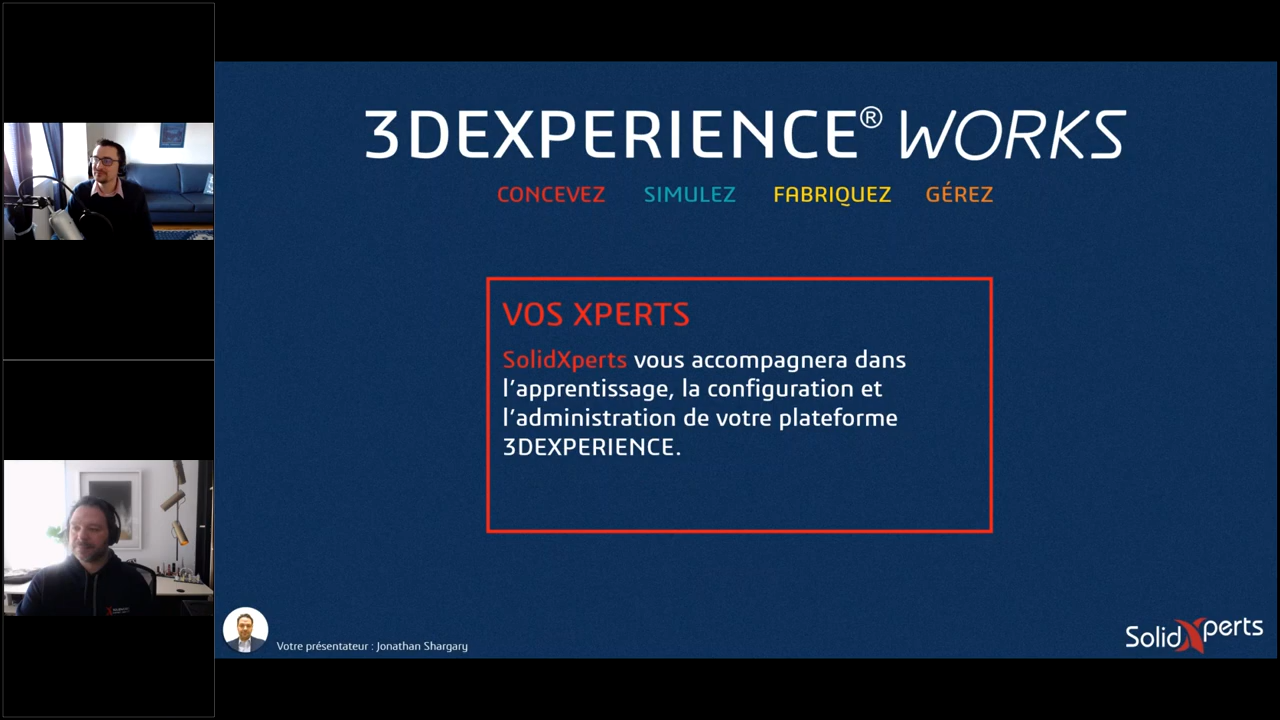 3DEXPERIENCE® WORKS
CONCEVEZ SIMULEZ FABRIQUEZ GÉREZ
VOS XPERTS
SolidXperts vous accompagnera dans
l'apprentissage, la configuration et
l'administration de votre plateforme
3DEXPERIENCE.
Votre présentateur : Jonathan Shargary
SolidXperts